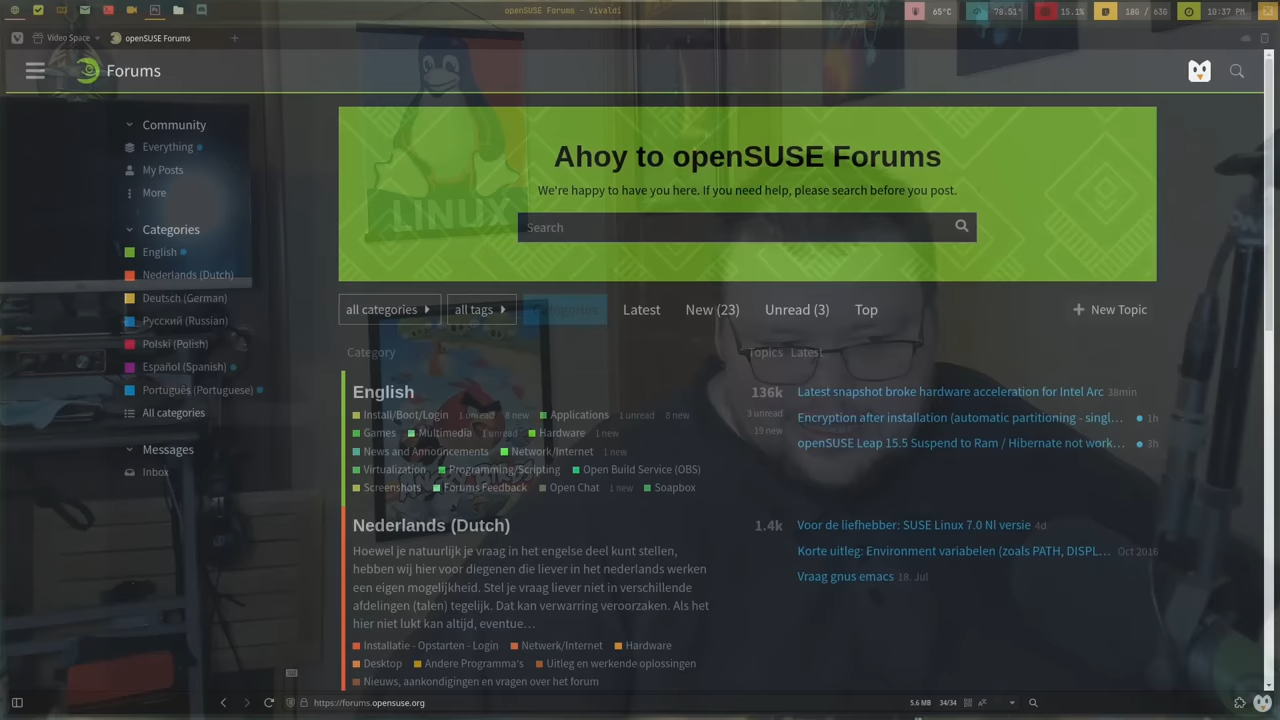 openSUSE Forums - Vivaldi
65°C
78.51°
15.1%
18G / 63G
10:37 PM
Video Space
openSUSE Forums
Forums
Community
Everything
My Posts
More
Categories
English
Nederlands (Dutch)
Deutsch (German)
Русский (Russian)
Polski (Polish)
Español (Spanish)
Português (Portuguese)
All categories
Messages
Inbox
LINUX
Ahoy to openSUSE Forums
We're happy to have you here. If you need help, please search before you post.
Search
all categories
all tags
Categories
Latest
New (23)
Unread (3)
Top
New Topic
Category
Topics
Latest
English
Install/Boot/Login 1 unread 8 new Applications 1 unread 8 new
Games Multimedia 1 unread Hardware 1 new
News and Announcements Network/Internet 1 new
Virtualization Programming/Scripting Open Build Service (OBS)
Screenshots Forums Feedback Open Chat 1 new Soapbox
136k
3 unread
19 new
Latest snapshot broke hardware acceleration for Intel Arc 38min
Encryption after installation (automatic partitioning - singl… 1h
openSUSE Leap 15.5 Suspend to Ram / Hibernate not work… 3h
Nederlands (Dutch)
Hoewel je natuurlijk je vraag in het engelse deel kunt stellen,
hebben wij hier voor diegenen die liever in het nederlands werken
een eigen mogelijkheid. Stel je vraag liever niet in verschillende
afdelingen (talen) tegelijk. Dat kan verwarring veroorzaken. Als het
hier niet lukt kan altijd, eventue…
Installatie - Opstarten - Login Netwerk/Internet Hardware
Desktop Andere Programma's Uitleg en werkende oplossingen
Nieuws, aankondigingen en vragen over het forum
1.4k
Voor de liefhebber: SUSE Linux 7.0 Nl versie 4d
Korte uitleg: Environment variabelen (zoals PATH, DISPL… Oct 2016
Vraag gnus emacs 18. Jul
https://forums.opensuse.org
5.6 MB
34/34